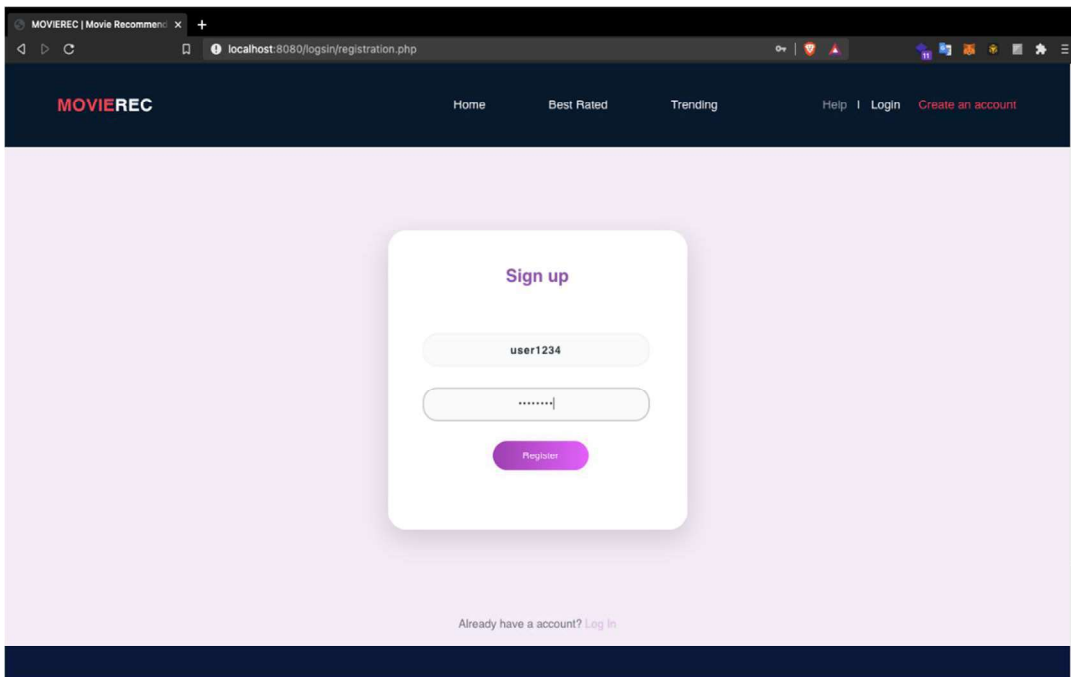 MOVIEREC | Movie Recommend
localhost:8080/logsin/registration.php
11
MOVIEREC Home Best Rated Trending Help I Login Create an account
Sign up
user1234
••••••••
Register
Already have a account? Log In